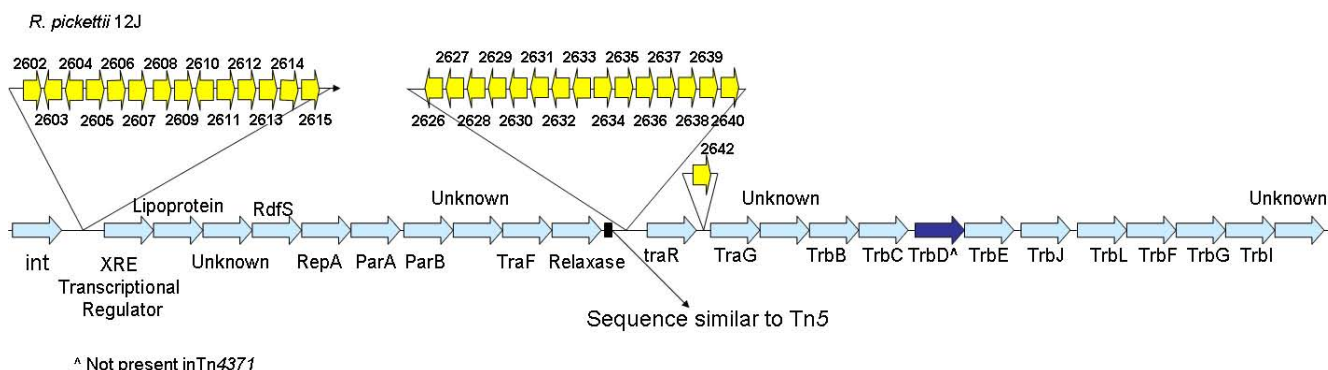 R. pickettii 12J
2602 2604 2606 2608 2610 2612 2614
2603 2605 2607 2609 2611 2613 2615
2627 2629 2631 2633 2635 2637 2639
2626 2628 2630 2632 2634 2636 2638 2640
2642
Lipoprotein RdfS Unknown Unknown Unknown
int XRE Unknown RepA ParA ParB TraF Relaxase traR TraG TrbB TrbC TrbD^ TrbE TrbJ TrbL TrbF TrbG TrbI
Transcriptional
Regulator
Sequence similar to Tn5
^ Not present inTn4371